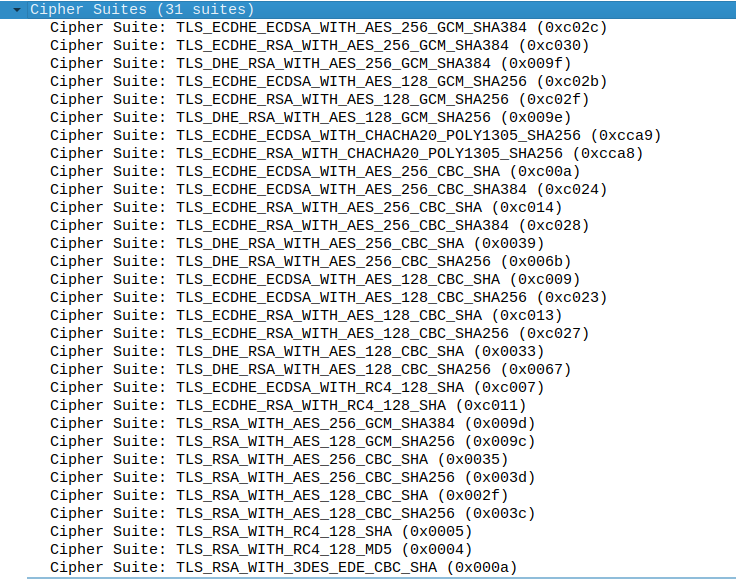 Cipher Suites (31 suites)
Cipher Suite: TLS_ECDHE_ECDSA_WITH_AES_256_GCM_SHA384 (0xc02c)
Cipher Suite: TLS_ECDHE_RSA_WITH_AES_256_GCM_SHA384 (0xc030)
Cipher Suite: TLS_DHE_RSA_WITH_AES_256_GCM_SHA384 (0x009f)
Cipher Suite: TLS_ECDHE_ECDSA_WITH_AES_128_GCM_SHA256 (0xc02b)
Cipher Suite: TLS_ECDHE_RSA_WITH_AES_128_GCM_SHA256 (0xc02f)
Cipher Suite: TLS_DHE_RSA_WITH_AES_128_GCM_SHA256 (0x009e)
Cipher Suite: TLS_ECDHE_ECDSA_WITH_CHACHA20_POLY1305_SHA256 (0xcca9)
Cipher Suite: TLS_ECDHE_RSA_WITH_CHACHA20_POLY1305_SHA256 (0xcca8)
Cipher Suite: TLS_ECDHE_ECDSA_WITH_AES_256_CBC_SHA (0xc00a)
Cipher Suite: TLS_ECDHE_ECDSA_WITH_AES_256_CBC_SHA384 (0xc024)
Cipher Suite: TLS_ECDHE_RSA_WITH_AES_256_CBC_SHA (0xc014)
Cipher Suite: TLS_ECDHE_RSA_WITH_AES_256_CBC_SHA384 (0xc028)
Cipher Suite: TLS_DHE_RSA_WITH_AES_256_CBC_SHA (0x0039)
Cipher Suite: TLS_DHE_RSA_WITH_AES_256_CBC_SHA256 (0x006b)
Cipher Suite: TLS_ECDHE_ECDSA_WITH_AES_128_CBC_SHA (0xc009)
Cipher Suite: TLS_ECDHE_ECDSA_WITH_AES_128_CBC_SHA256 (0xc023)
Cipher Suite: TLS_ECDHE_RSA_WITH_AES_128_CBC_SHA (0xc013)
Cipher Suite: TLS_ECDHE_RSA_WITH_AES_128_CBC_SHA256 (0xc027)
Cipher Suite: TLS_DHE_RSA_WITH_AES_128_CBC_SHA (0x0033)
Cipher Suite: TLS_DHE_RSA_WITH_AES_128_CBC_SHA256 (0x0067)
Cipher Suite: TLS_ECDHE_ECDSA_WITH_RC4_128_SHA (0xc007)
Cipher Suite: TLS_ECDHE_RSA_WITH_RC4_128_SHA (0xc011)
Cipher Suite: TLS_RSA_WITH_AES_256_GCM_SHA384 (0x009d)
Cipher Suite: TLS_RSA_WITH_AES_128_GCM_SHA256 (0x009c)
Cipher Suite: TLS_RSA_WITH_AES_256_CBC_SHA (0x0035)
Cipher Suite: TLS_RSA_WITH_AES_256_CBC_SHA256 (0x003d)
Cipher Suite: TLS_RSA_WITH_AES_128_CBC_SHA (0x002f)
Cipher Suite: TLS_RSA_WITH_AES_128_CBC_SHA256 (0x003c)
Cipher Suite: TLS_RSA_WITH_RC4_128_SHA (0x0005)
Cipher Suite: TLS_RSA_WITH_RC4_128_MD5 (0x0004)
Cipher Suite: TLS_RSA_WITH_3DES_EDE_CBC_SHA (0x000a)